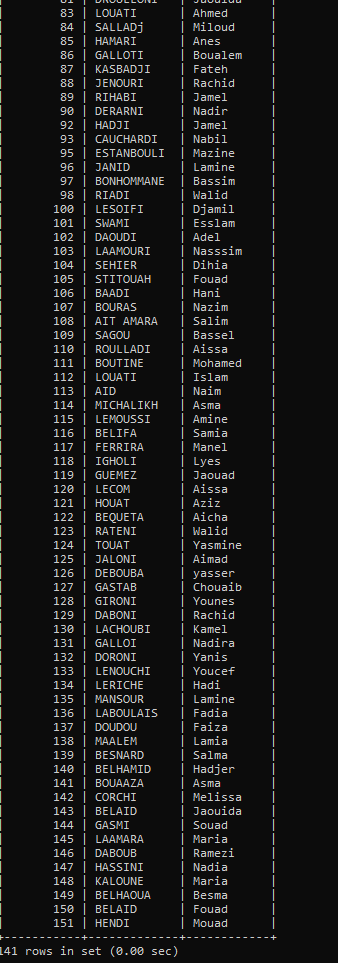 | 83 | LOUATI | Ahmed |
| 84 | SALLADj | Miloud |
| 85 | HAMARI | Anes |
| 86 | GALLOTI | Boualem |
| 87 | KASBADJI | Fateh |
| 88 | JENOURI | Rachid |
| 89 | RIHABI | Jamel |
| 90 | DERARNI | Nadir |
| 92 | HADJI | Jamel |
| 93 | CAUCHARDI | Nabil |
| 95 | ESTANBOULI | Mazine |
| 96 | JANID | Lamine |
| 97 | BONHOMMANE | Bassim |
| 98 | RIADI | Walid |
| 100 | LESOIFI | Djamil |
| 101 | SWAMI | Esslam |
| 102 | DAOUDI | Adel |
| 103 | LAAMOURI | Nasssim |
| 104 | SEHIER | Dihia |
| 105 | STITOUAH | Fouad |
| 106 | BAADI | Hani |
| 107 | BOURAS | Nazim |
| 108 | AIT AMARA | Salim |
| 109 | SAGOU | Bassel |
| 110 | ROULLADI | Aissa |
| 111 | BOUTINE | Mohamed |
| 112 | LOUATI | Islam |
| 113 | AID | Naim |
| 114 | MICHALIKH | Asma |
| 115 | LEMOUSSI | Amine |
| 116 | BELIFA | Samia |
| 117 | FERRIRA | Manel |
| 118 | IGHOLI | Lyes |
| 119 | GUEMEZ | Jaouad |
| 120 | LECOM | Aissa |
| 121 | HOUAT | Aziz |
| 122 | BEQUETA | Aicha |
| 123 | RATENI | Walid |
| 124 | TOUAT | Yasmine |
| 125 | JALONI | Aimad |
| 126 | DEBOUBA | yasser |
| 127 | GASTAB | Chouaib |
| 128 | GIRONI | Younes |
| 129 | DABONI | Rachid |
| 130 | LACHOUBI | Kamel |
| 131 | GALLOI | Nadira |
| 132 | DORONI | Yanis |
| 133 | LENOUCHI | Youcef |
| 134 | LERICHE | Hadi |
| 135 | MANSOUR | Lamine |
| 136 | LABOULAIS | Fadia |
| 137 | DOUDOU | Faiza |
| 138 | MAALEM | Lamia |
| 139 | BESNARD | Salma |
| 140 | BELHAMID | Hadjer |
| 141 | BOUAAZA | Asma |
| 142 | CORCHI | Melissa |
| 143 | BELAID | Jaouida |
| 144 | GASMI | Souad |
| 145 | LAAMARA | Maria |
| 146 | DABOUB | Ramezi |
| 147 | HASSINI | Nadia |
| 148 | KALOUNE | Maria |
| 149 | BELHAOUA | Besma |
| 150 | BELAID | Fouad |
| 151 | HENDI | Mouad |
+-----------+-------------+------------+
141 rows in set (0.00 sec)